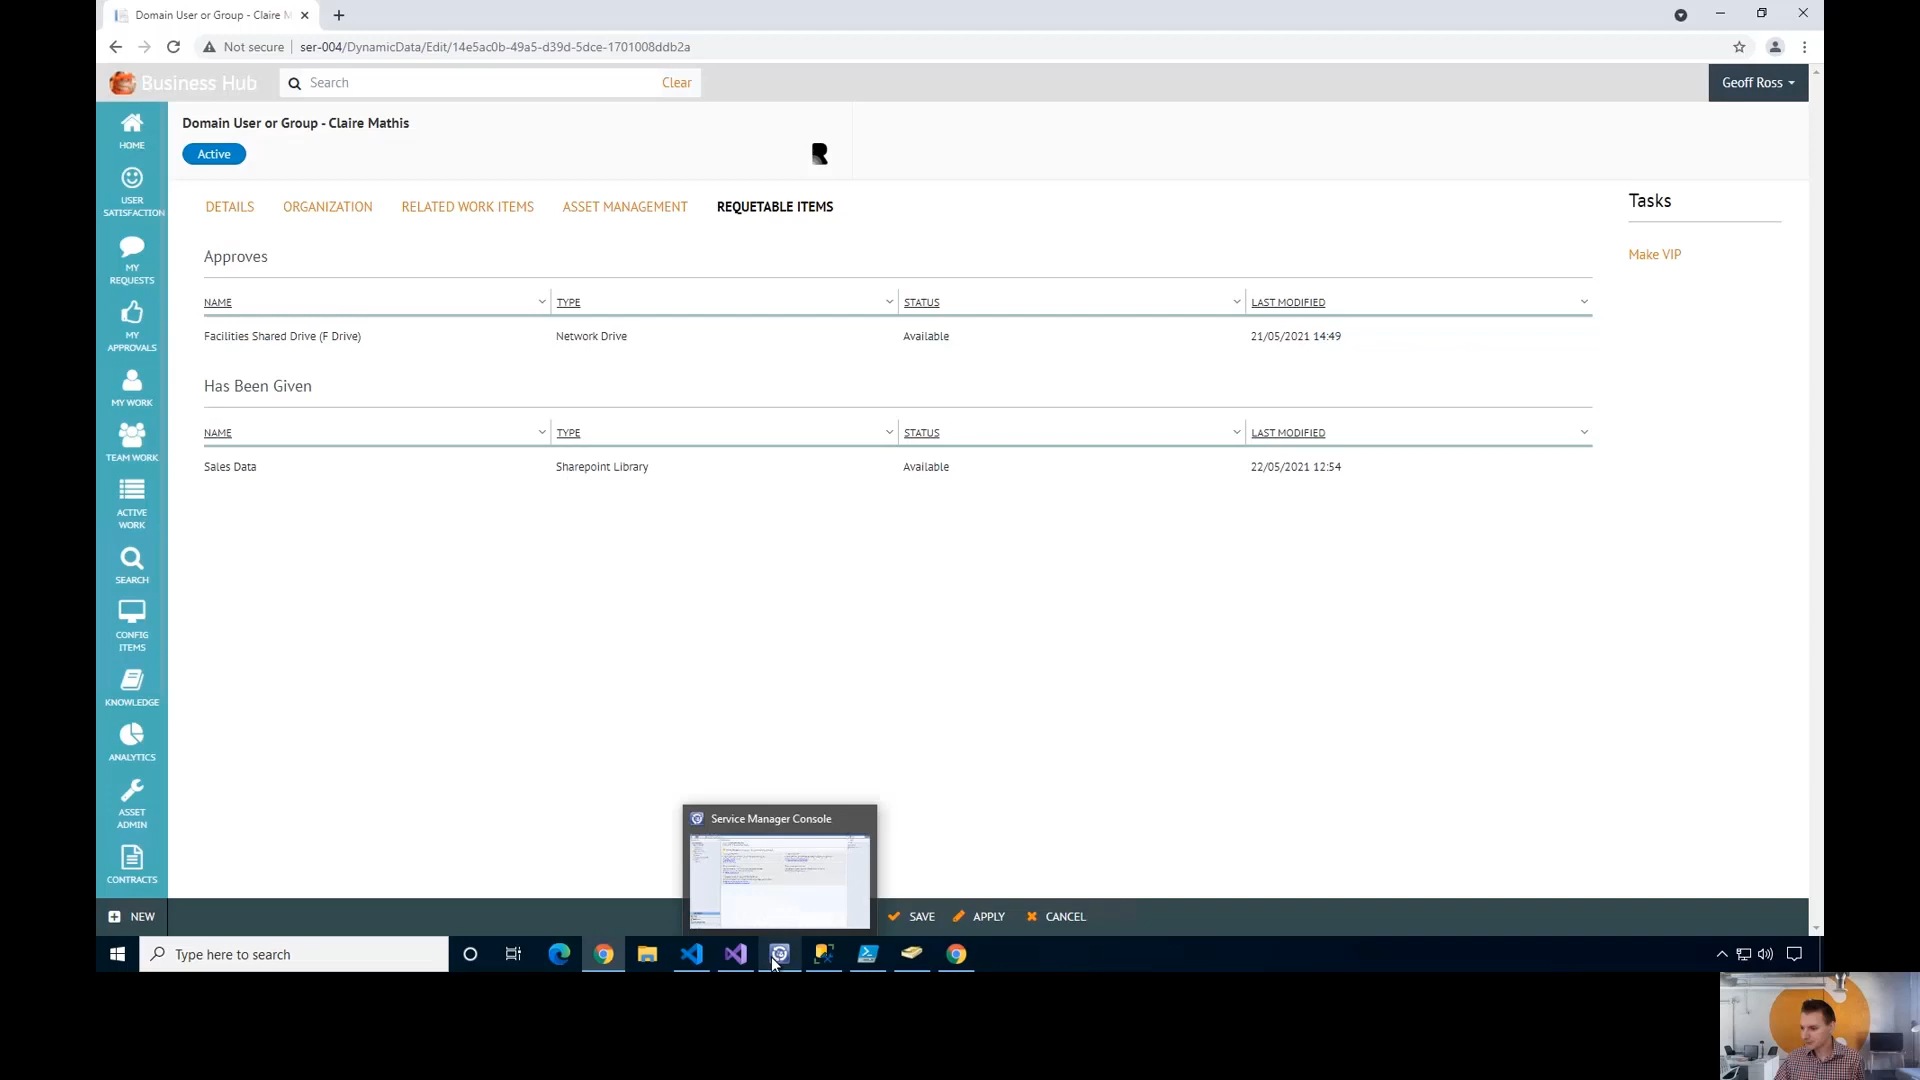 Domain User or Group - Claire M
Not secure
ser-004/DynamicData/Edit/14e5ac0b-49a5-d39d-5dce-1701008ddb2a
Business Hub
Search
Clear
Geoff Ross
Domain User or Group - Claire Mathis
Active
HOME
USER
SATISFACTION
MY
REQUESTS
MY
APPROVALS
MY WORK
TEAM WORK
ACTIVE
WORK
SEARCH
CONFIG
ITEMS
KNOWLEDGE
ANALYTICS
ASSET
ADMIN
CONTRACTS
DETAILS ORGANIZATION RELATED WORK ITEMS ASSET MANAGEMENT REQUETABLE ITEMS
Approves
NAME TYPE STATUS LAST MODIFIED
Facilities Shared Drive (F Drive) Network Drive Available 21/05/2021 14:49
Has Been Given
NAME TYPE STATUS LAST MODIFIED
Sales Data Sharepoint Library Available 22/05/2021 12:54
Tasks
Make VIP
Service Manager Console
NEW
SAVE APPLY CANCEL
Type here to search